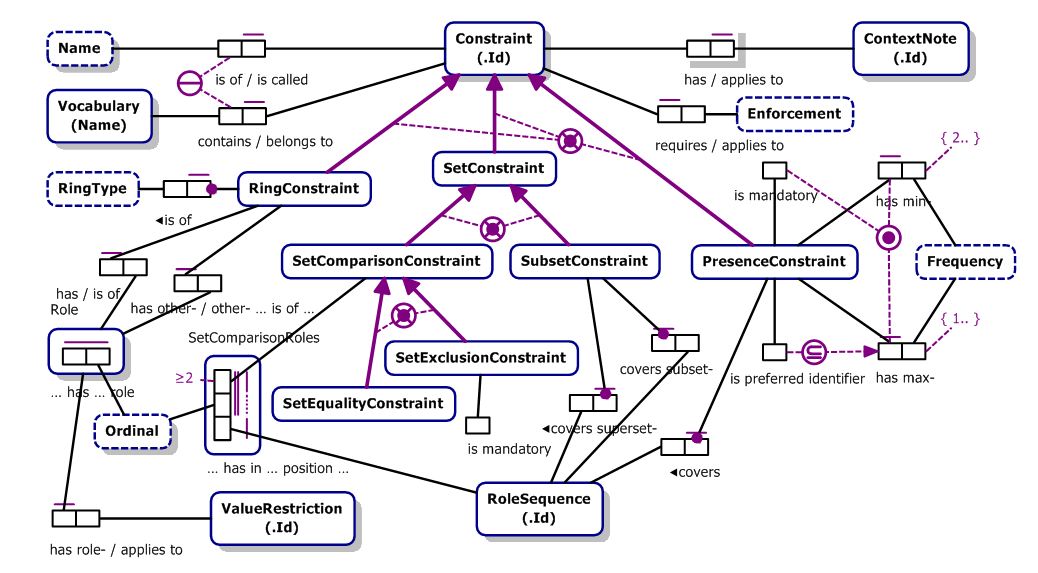 Name
Constraint
(.Id)
ContextNote
(.Id)
is of / is called
has / applies to
Vocabulary
(Name)
contains / belongs to
Enforcement
requires / applies to
{ 2.. }
SetConstraint
is mandatory
has min-
RingType
RingConstraint
◄is of
SetComparisonConstraint
SubsetConstraint
PresenceConstraint
Frequency
has / is of
Role
has other- / other- ... is of ...
{ 1.. }
SetComparisonRoles
SetExclusionConstraint
covers subset-
is preferred identifier
has max-
≥2
... has ... role
SetEqualityConstraint
Ordinal
◄covers superset-
is mandatory
... has in ... position ...
◄covers
RoleSequence
(.Id)
ValueRestriction
(.Id)
has role- / applies to